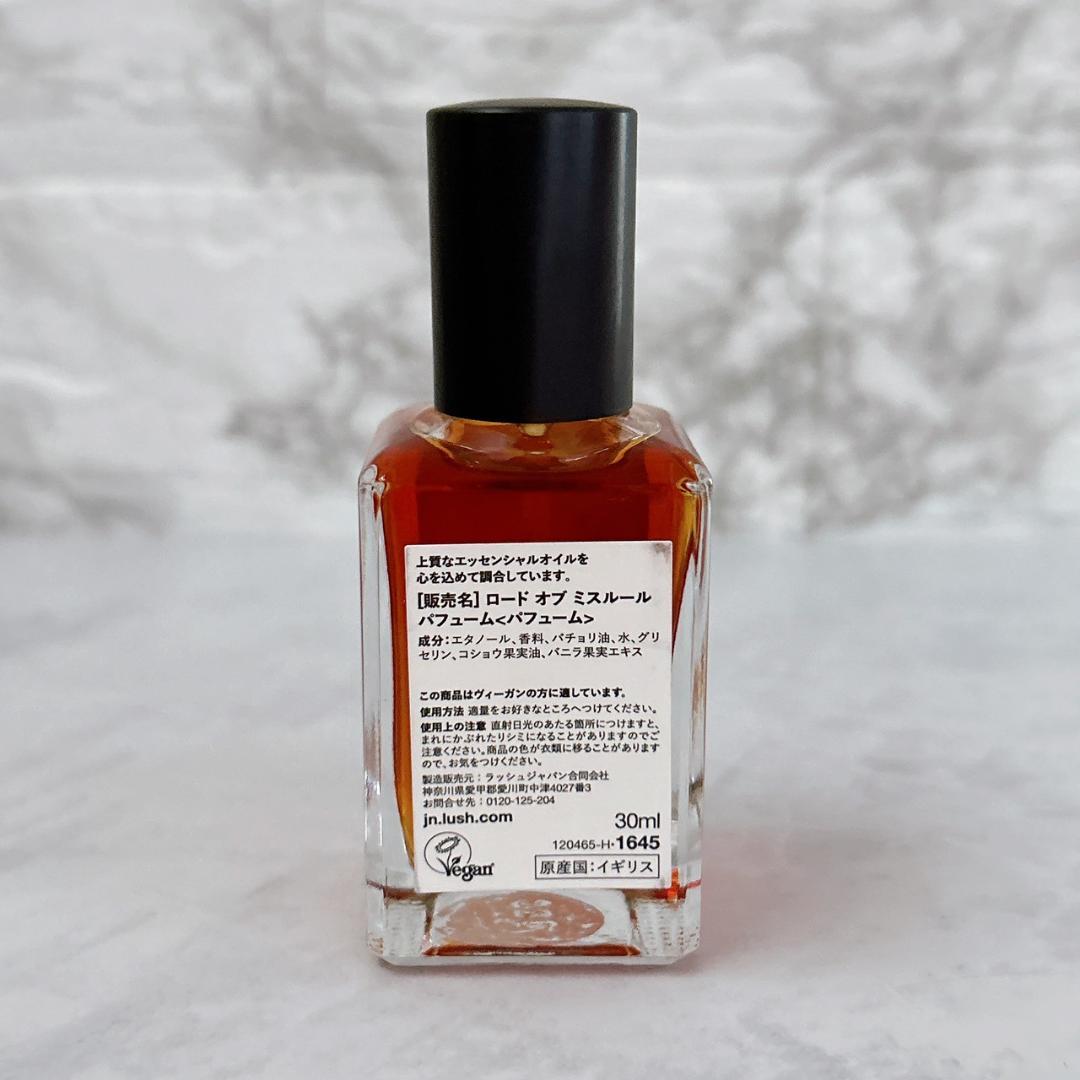 上質なエッセンシャルオイルを
心を込めて調合しています。
[販売名] ロード オブ ミスルール
パフューム<パフューム>
成分：エタノール、香料、パチョリ油、水、グリ
セリン、コショウ果実油、バニラ果実エキス
この商品はヴィーガンの方に適しています。
使用方法 適量をお好きなところへつけてください。
使用上の注意 直射日光のあたる箇所につけますと、
まれにかぶれたりシミになることがありますのでご
注意ください。商品の色が衣類に移ることがあります
ので、お気をつけください。
製造販売元：ラッシュジャパン合同会社
神奈川県愛甲郡愛川町中津4027番3
お問合せ先：0120-125-204
jn.lush.com
30ml
120465-H•1645
Vegan
原産国：イギリス